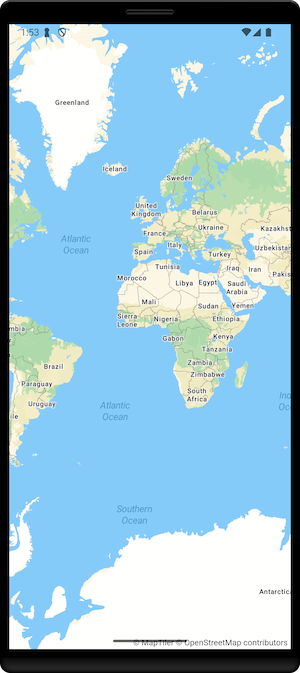 1:53
Greenland
Iceland
Sweden
United
Kingdom
Belarus
Ukraine
France
Kazakhst
Atlantic
Ocean
Italy
Spain
Uzbekistan
Turkey
Tunisia
Iraq
Iran
Morocco
Pakis
Libya
Egypt
Saudi
Arabia
Mali
Sudan
Yemen
Sierra
Leone
Nigeria
Ethiopia
mbia
Gabon
Kenya
Tanzania
Brazil
Zambia
Zimbabwe
Paraguay
South
Africa
Ind
Oc
Atlantic
Ocean
Uruguay
ile
Southern
Ocean
Antarctica
© MapTiler © OpenStreetMap contributors